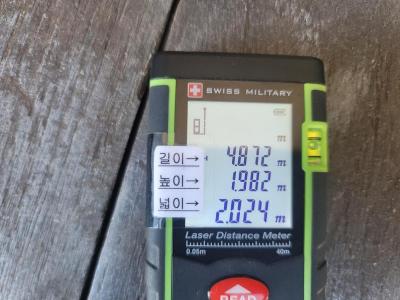 SWISS MILITARY
m
길이→ 4.872 m
높이→ 1.982 m
넓이→ 2.024 m
Laser Distance Meter
0.05m 40m
READ